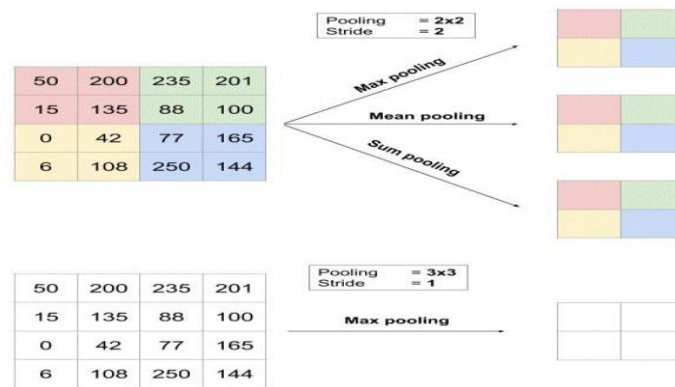 Pooling = 2x2
Stride = 2
50 200 235 201
15 135 88 100
0 42 77 165
6 108 250 144
Max pooling
Mean pooling
Sum pooling
Pooling = 3x3
Stride = 1
50 200 235 201
15 135 88 100
0 42 77 165
6 108 250 144
Max pooling